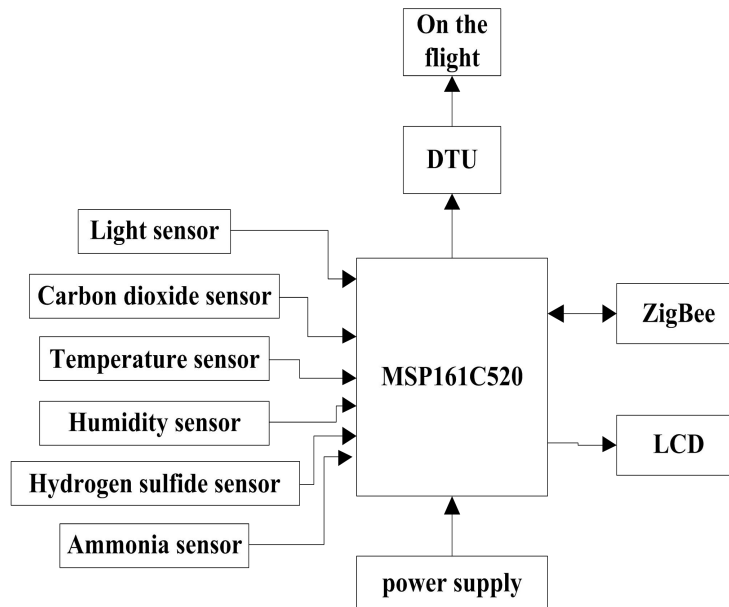 On the
flight
DTU
Light sensor
Carbon dioxide sensor
Temperature sensor
Humidity sensor
Hydrogen sulfide sensor
Ammonia sensor
MSP161C520
ZigBee
LCD
power supply